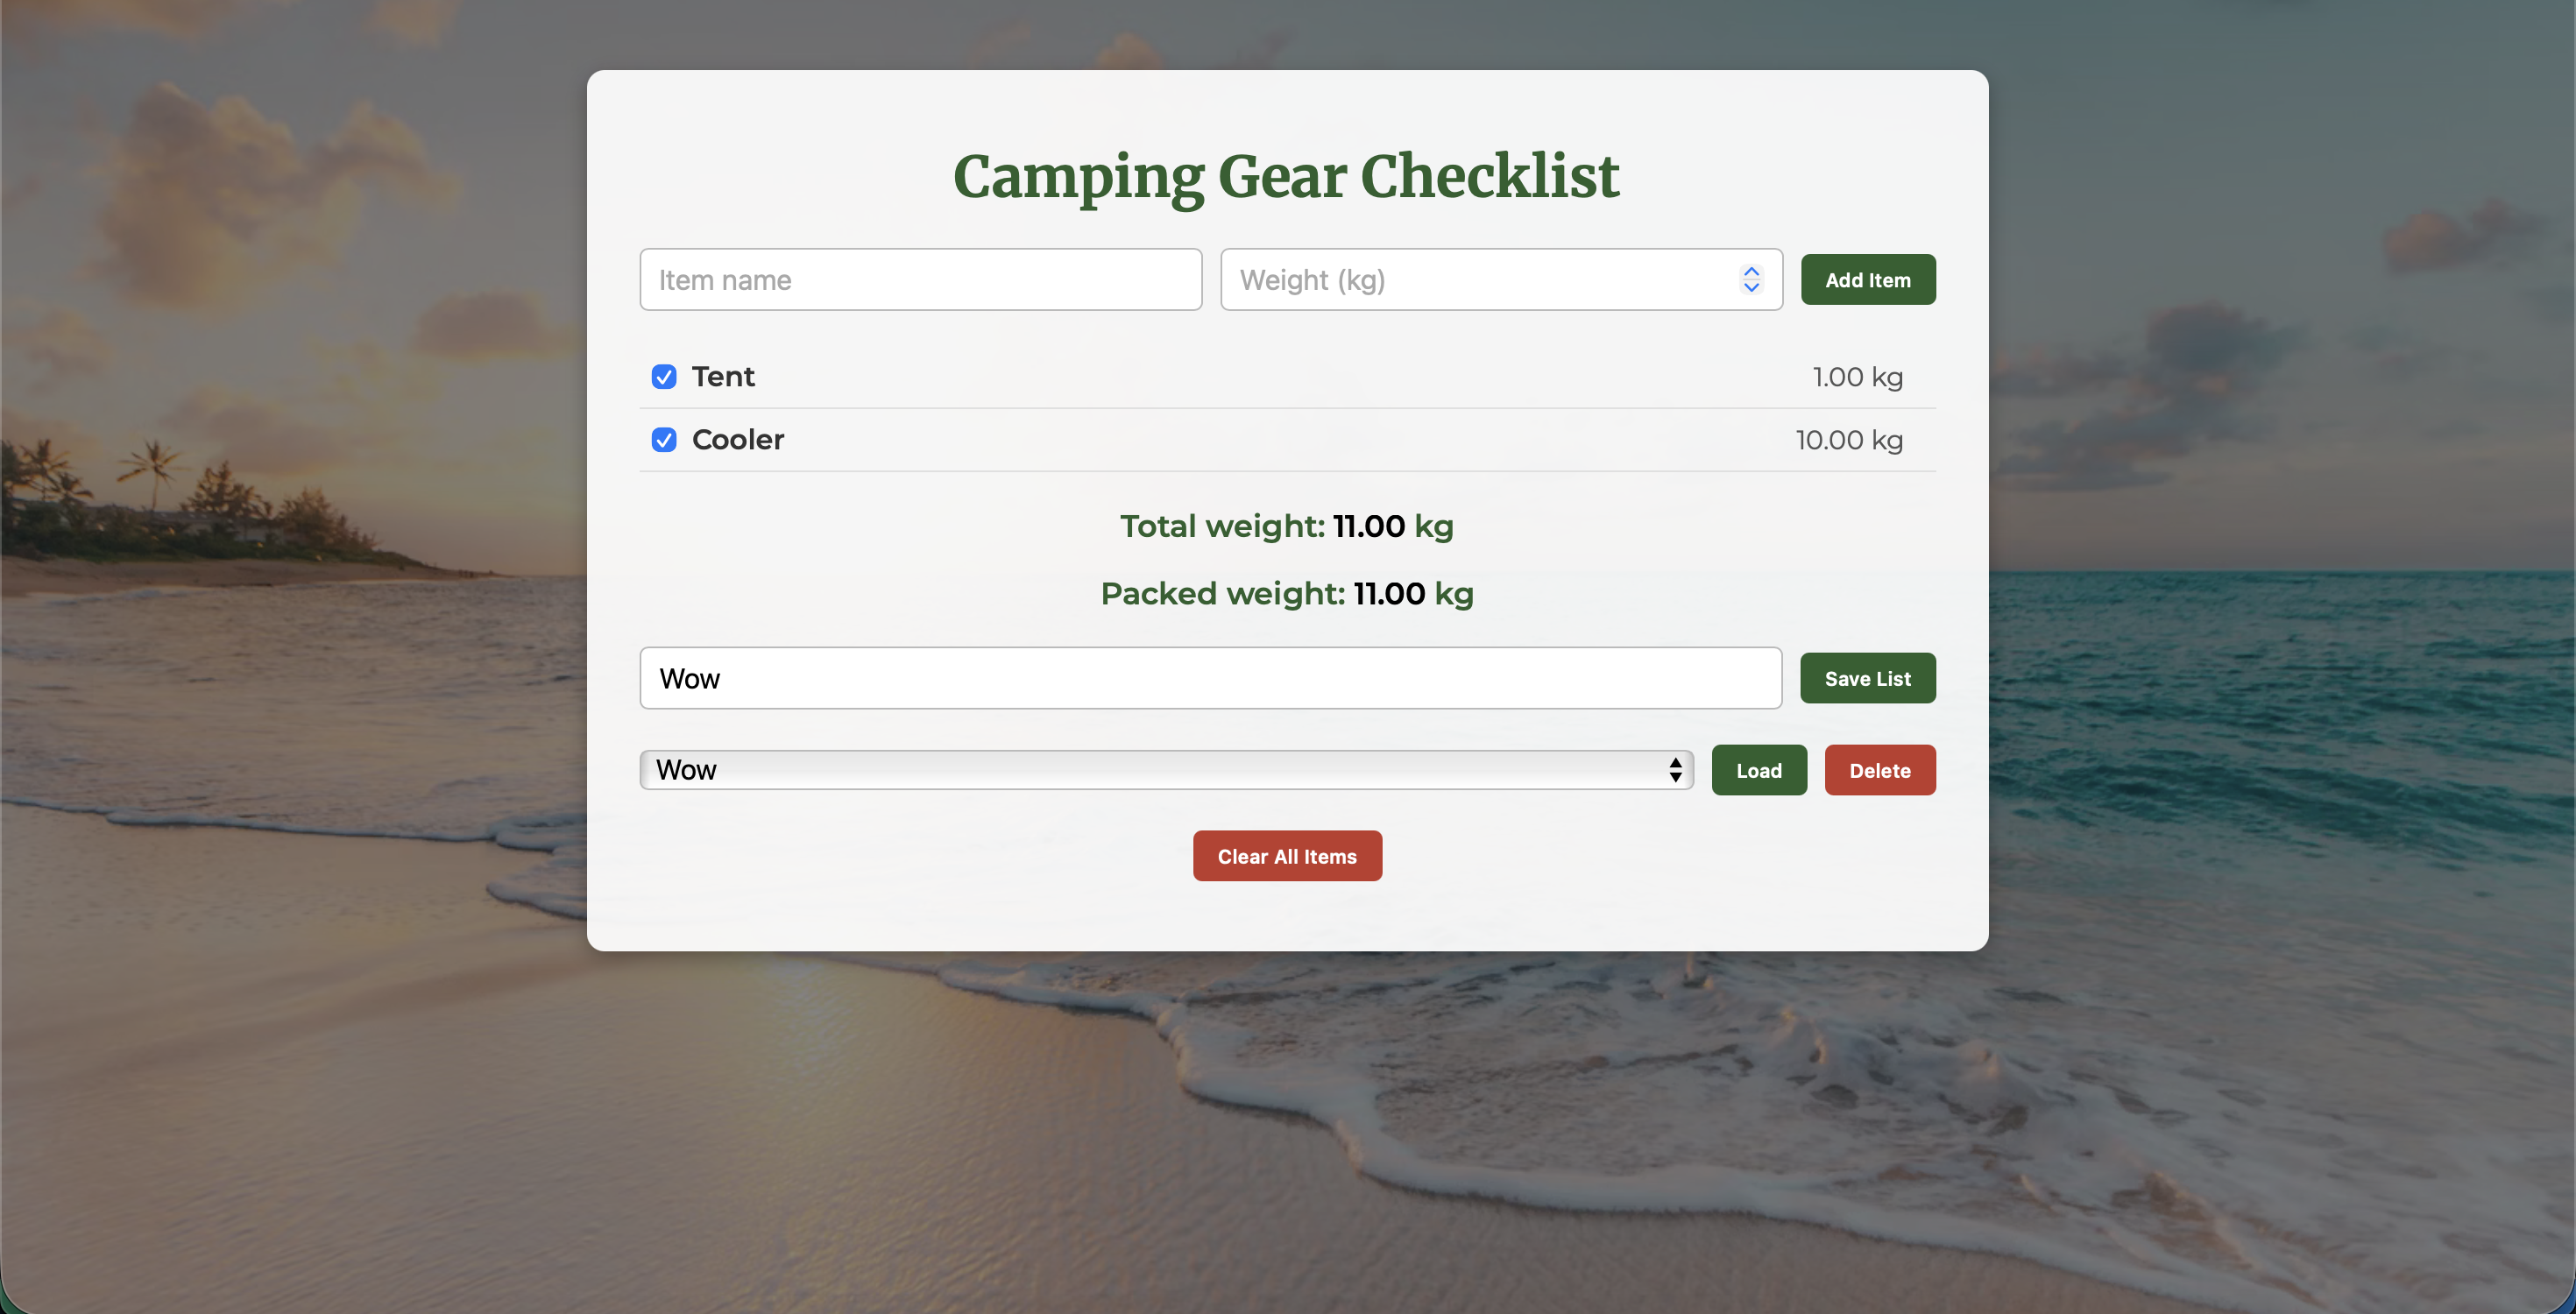 Camping Gear Checklist
Item name
Weight (kg)
Add Item
Tent
1.00 kg
Cooler
10.00 kg
Total weight: 11.00 kg
Packed weight: 11.00 kg
Wow
Save List
Wow
Load
Delete
Clear All Items